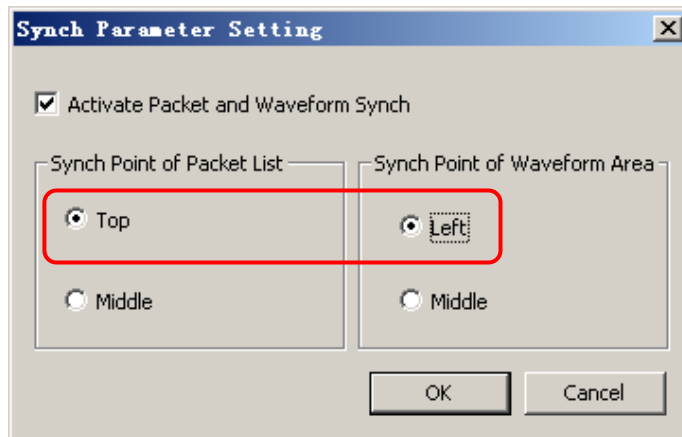 Synch Parameter Setting
Activate Packet and Waveform Synch
Synch Point of Packet List
Synch Point of Waveform Area
Top
Left
Middle
Middle
OK
Cancel